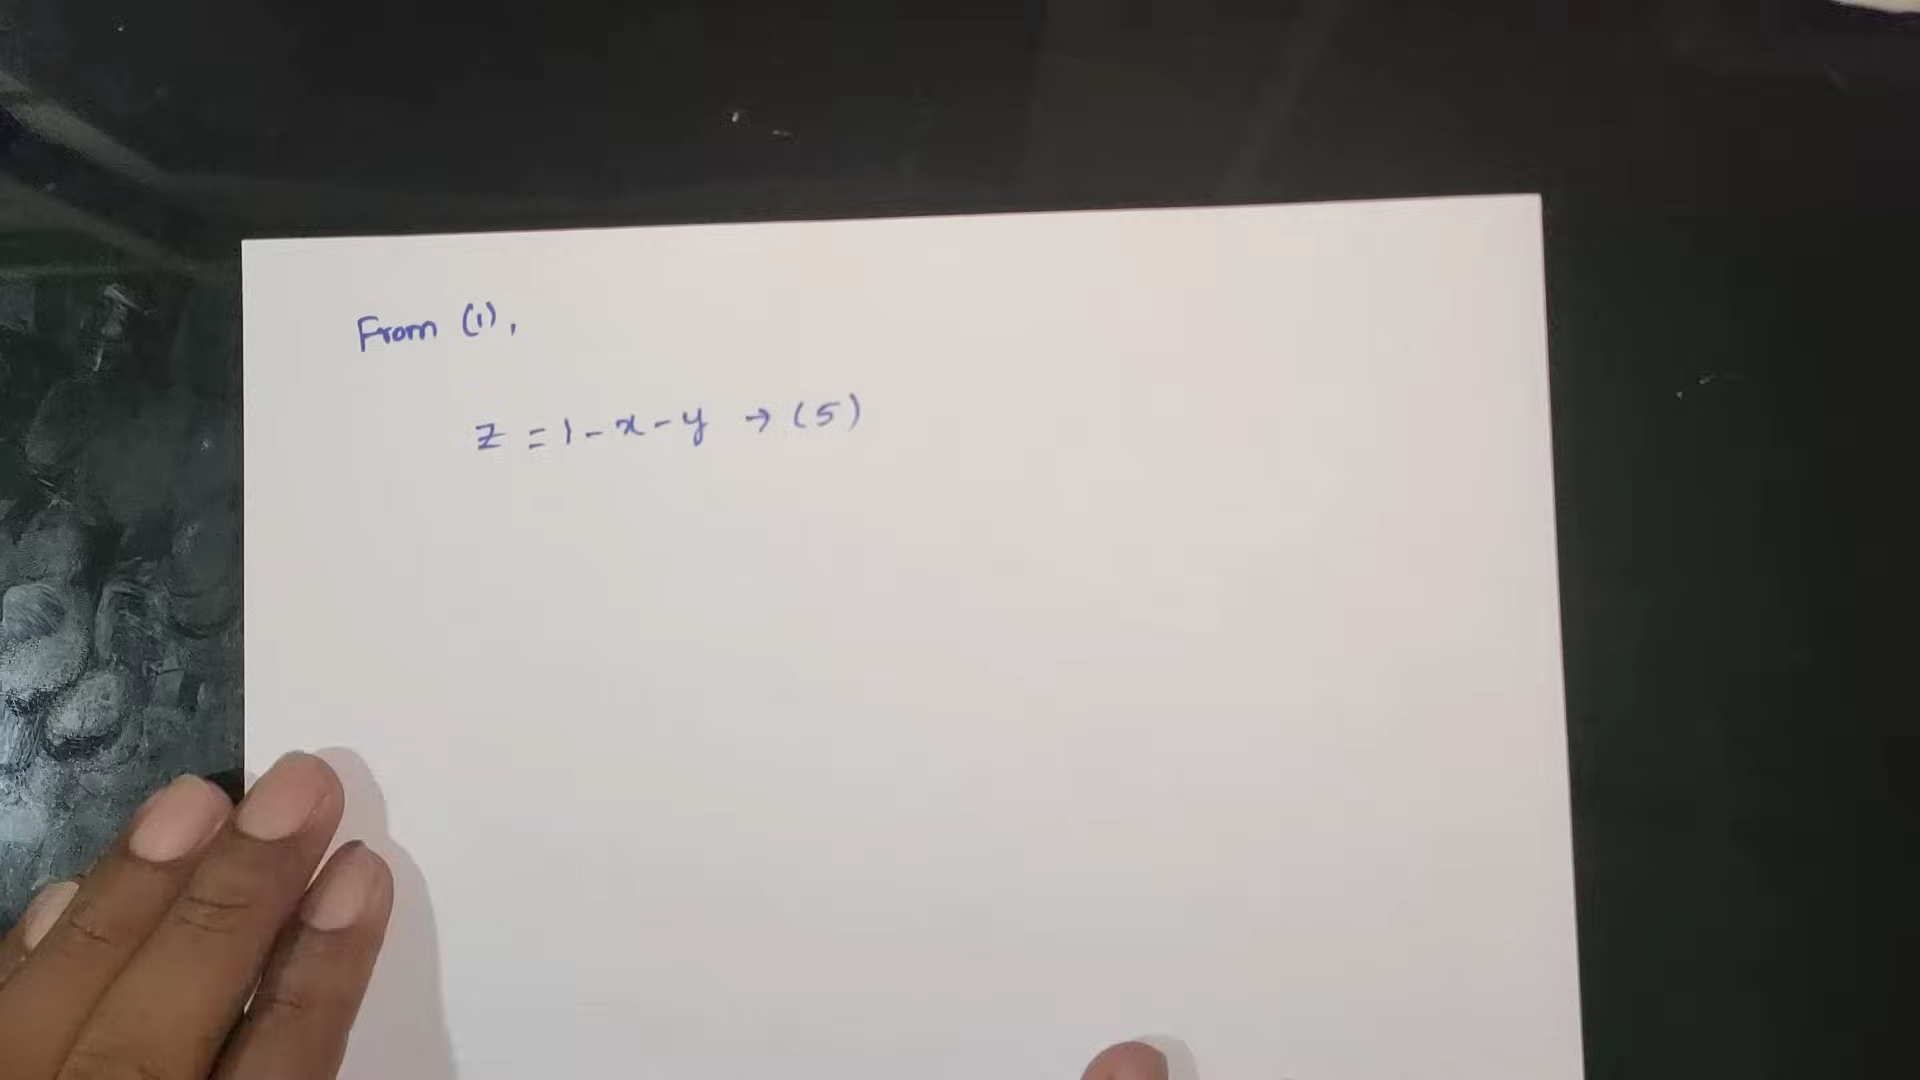 From (1),
z = 1 - x - y → (5)